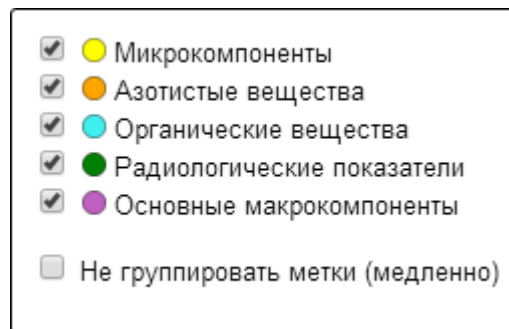 Микрокомпоненты
Азотистые вещества
Органические вещества
Радиологические показатели
Основные макрокомпоненты
Не группировать метки (медленно)